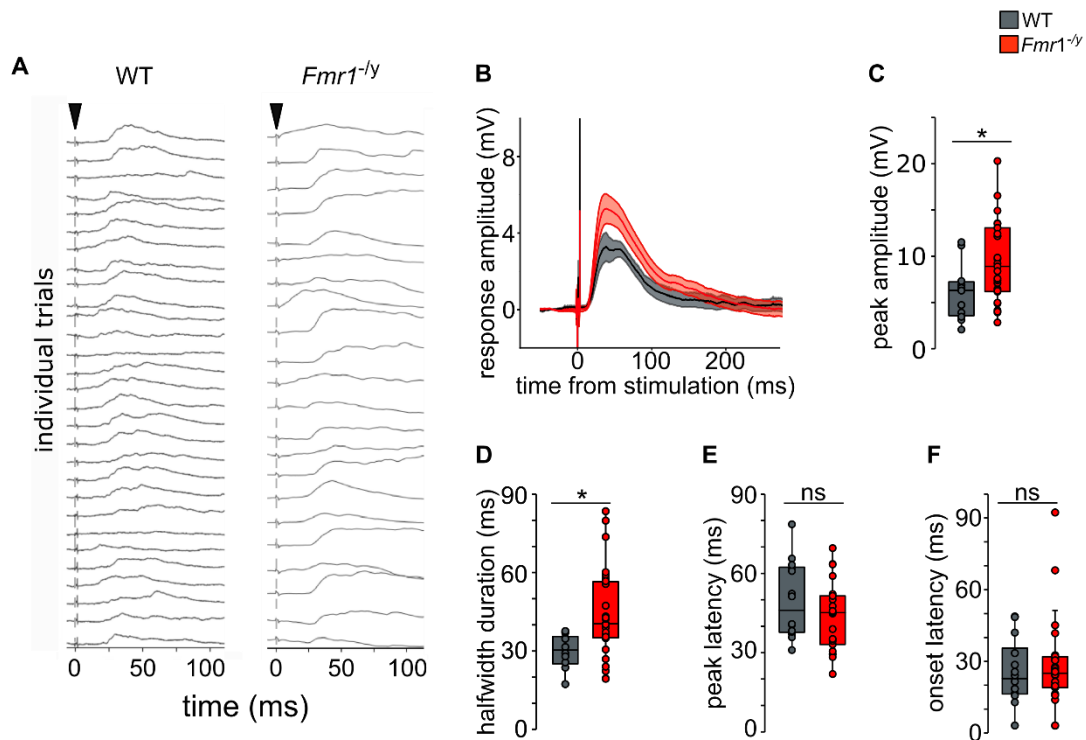 WT
Fmr1-/y
A
WT
Fmr1-/y
individual trials
0
50
100
0
50
100
time (ms)
B
response amplitude (mV)
8
4
0
0
100
200
time from stimulation (ms)
C
peak amplitude (mV)
*
20
10
0
D
halfwidth duration (ms)
*
90
60
30
0
E
peak latency (ms)
ns
90
60
30
0
F
onset latency (ms)
ns
90
60
30
0